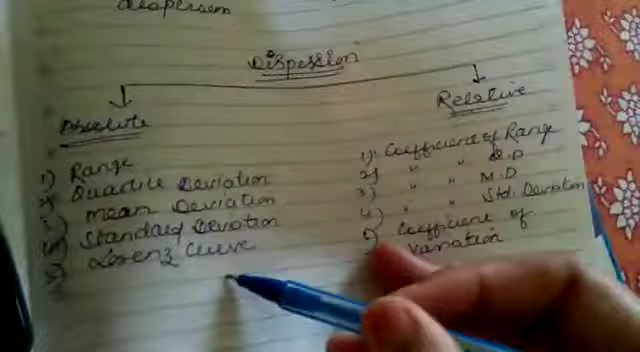 dispersion
Dispession
Absolute
Relative
1) Range
2) Quartile Deviation
3) Mean Deviation
4) Standard Deviation
5) Lorenz Curve
1) Coefficient of Range
2) " " Q.D
3) " " M.D
4) " " Std. Deviation
5) Coefficient of
Variation